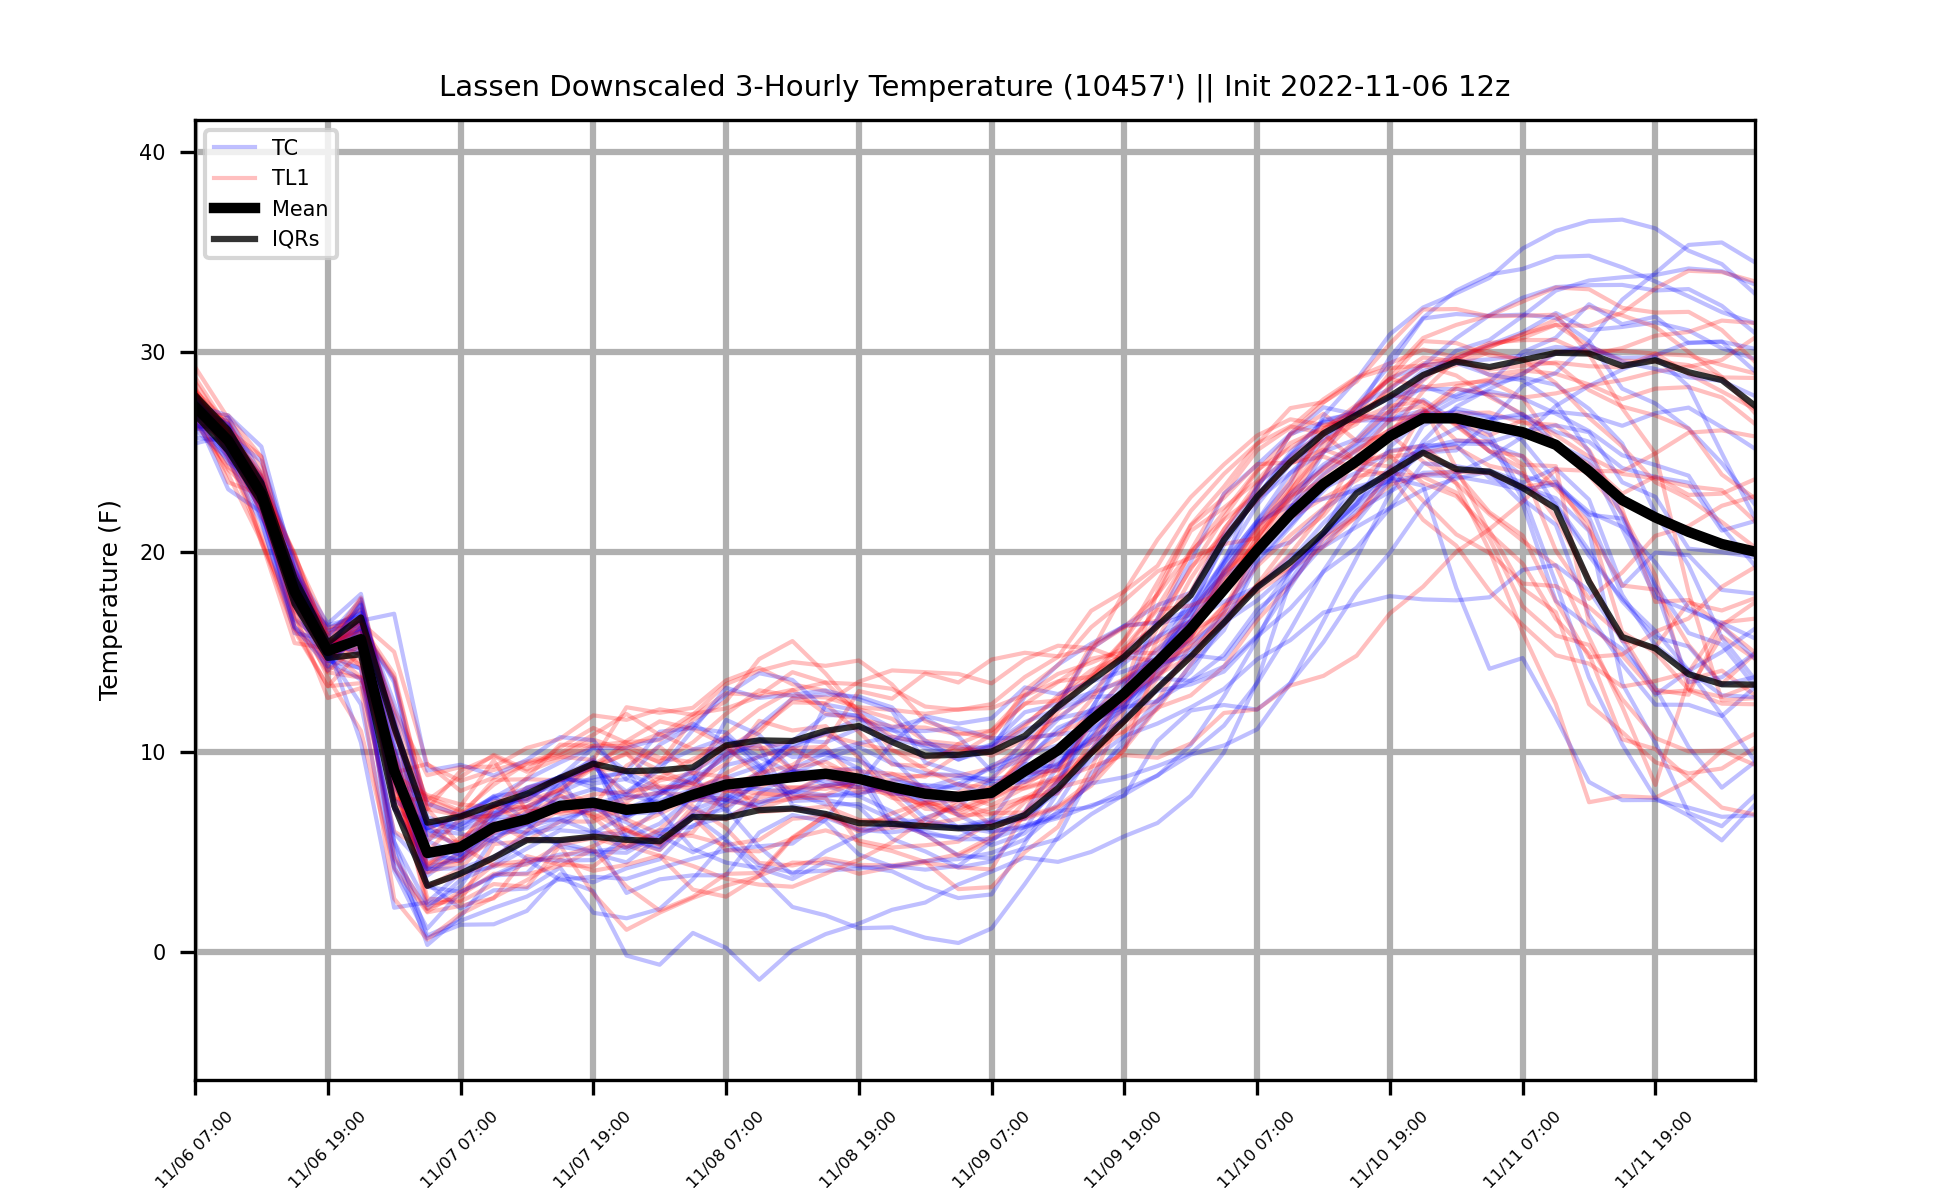 Lassen Downscaled 3-Hourly Temperature (10457') || Init 2022-11-06 12z
TC
TL1
Mean
IQRs
Temperature (F)
40
30
20
10
0
11/06 07:00
11/06 19:00
11/07 07:00
11/07 19:00
11/08 07:00
11/08 19:00
11/09 07:00
11/09 19:00
11/10 07:00
11/10 19:00
11/11 07:00
11/11 19:00